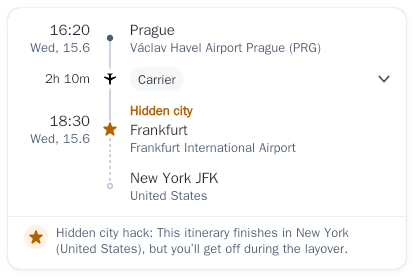 16:20
Prague
Wed, 15.6
Václav Havel Airport Prague (PRG)
2h 10m
Carrier
Hidden city
18:30
Frankfurt
Wed, 15.6
Frankfurt International Airport
New York JFK
United States
Hidden city hack: This itinerary finishes in New York
(United States), but you'll get off during the layover.